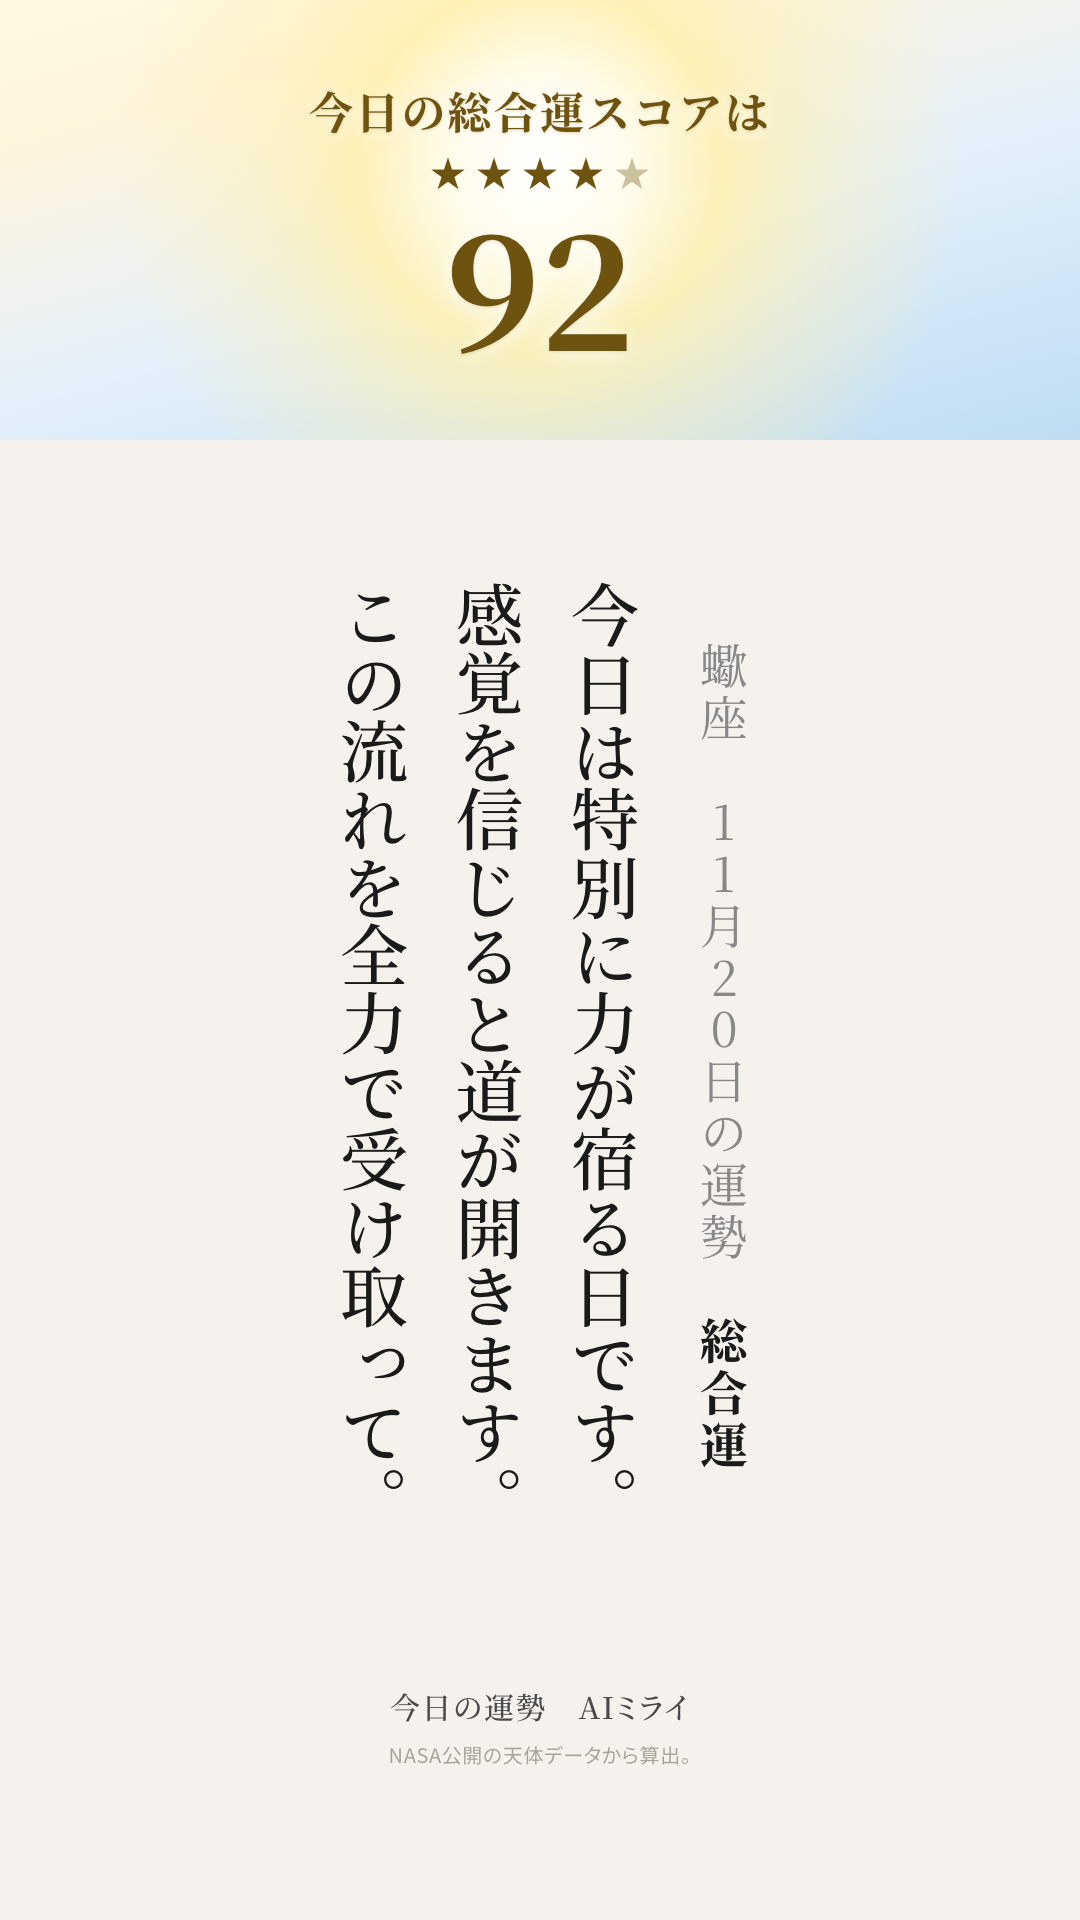 今日の総合運スコアは
★★★★★
92
蠍座 11月20日の運勢 総合運
今日は特別に力が宿る日です。
感覚を信じると道が開きます。
この流れを全力で受け取って。
今日の運勢 AIミライ
NASA公開の天体データから算出。